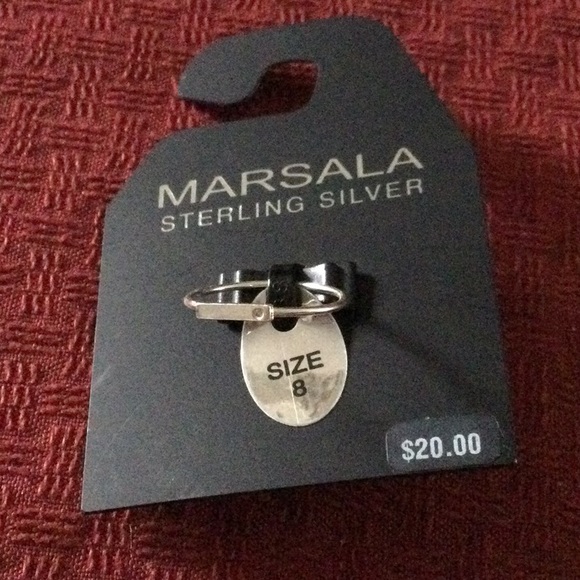 MARSALA
STERLING SILVER
SIZE
8
$20.00